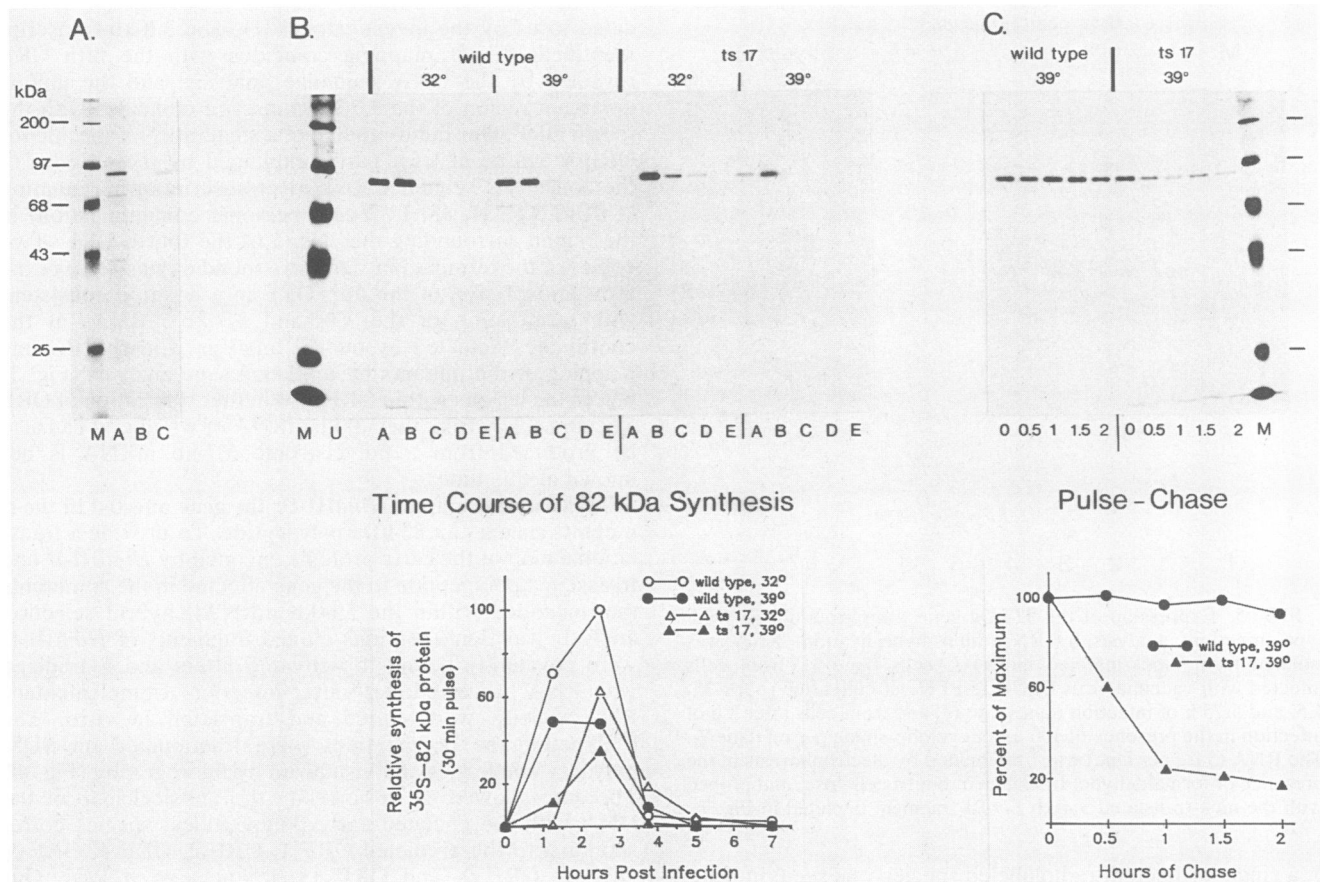 A.
B.
C.
wild type
ts 17
32° 39° 32° 39°
wild type ts 17
39° 39°
kDa
200
97
68
43
25
M A B C
M U A B C D E A B C D E A B C D E A B C D E
0 0.5 1 1.5 2 0 0.5 1 1.5 2 M
Time Course of 82 kDa Synthesis
Relative synthesis of
35S-82 kDa protein
(30 min pulse)
100
60
20
wild type, 32°
wild type, 39°
ts 17, 32°
ts 17, 39°
0 1 2 3 4 5 6 7
Hours Post Infection
Pulse - Chase
Percent of Maximum
100
60
20
wild type, 39°
ts 17, 39°
0 0.5 1 1.5 2
Hours of Chase